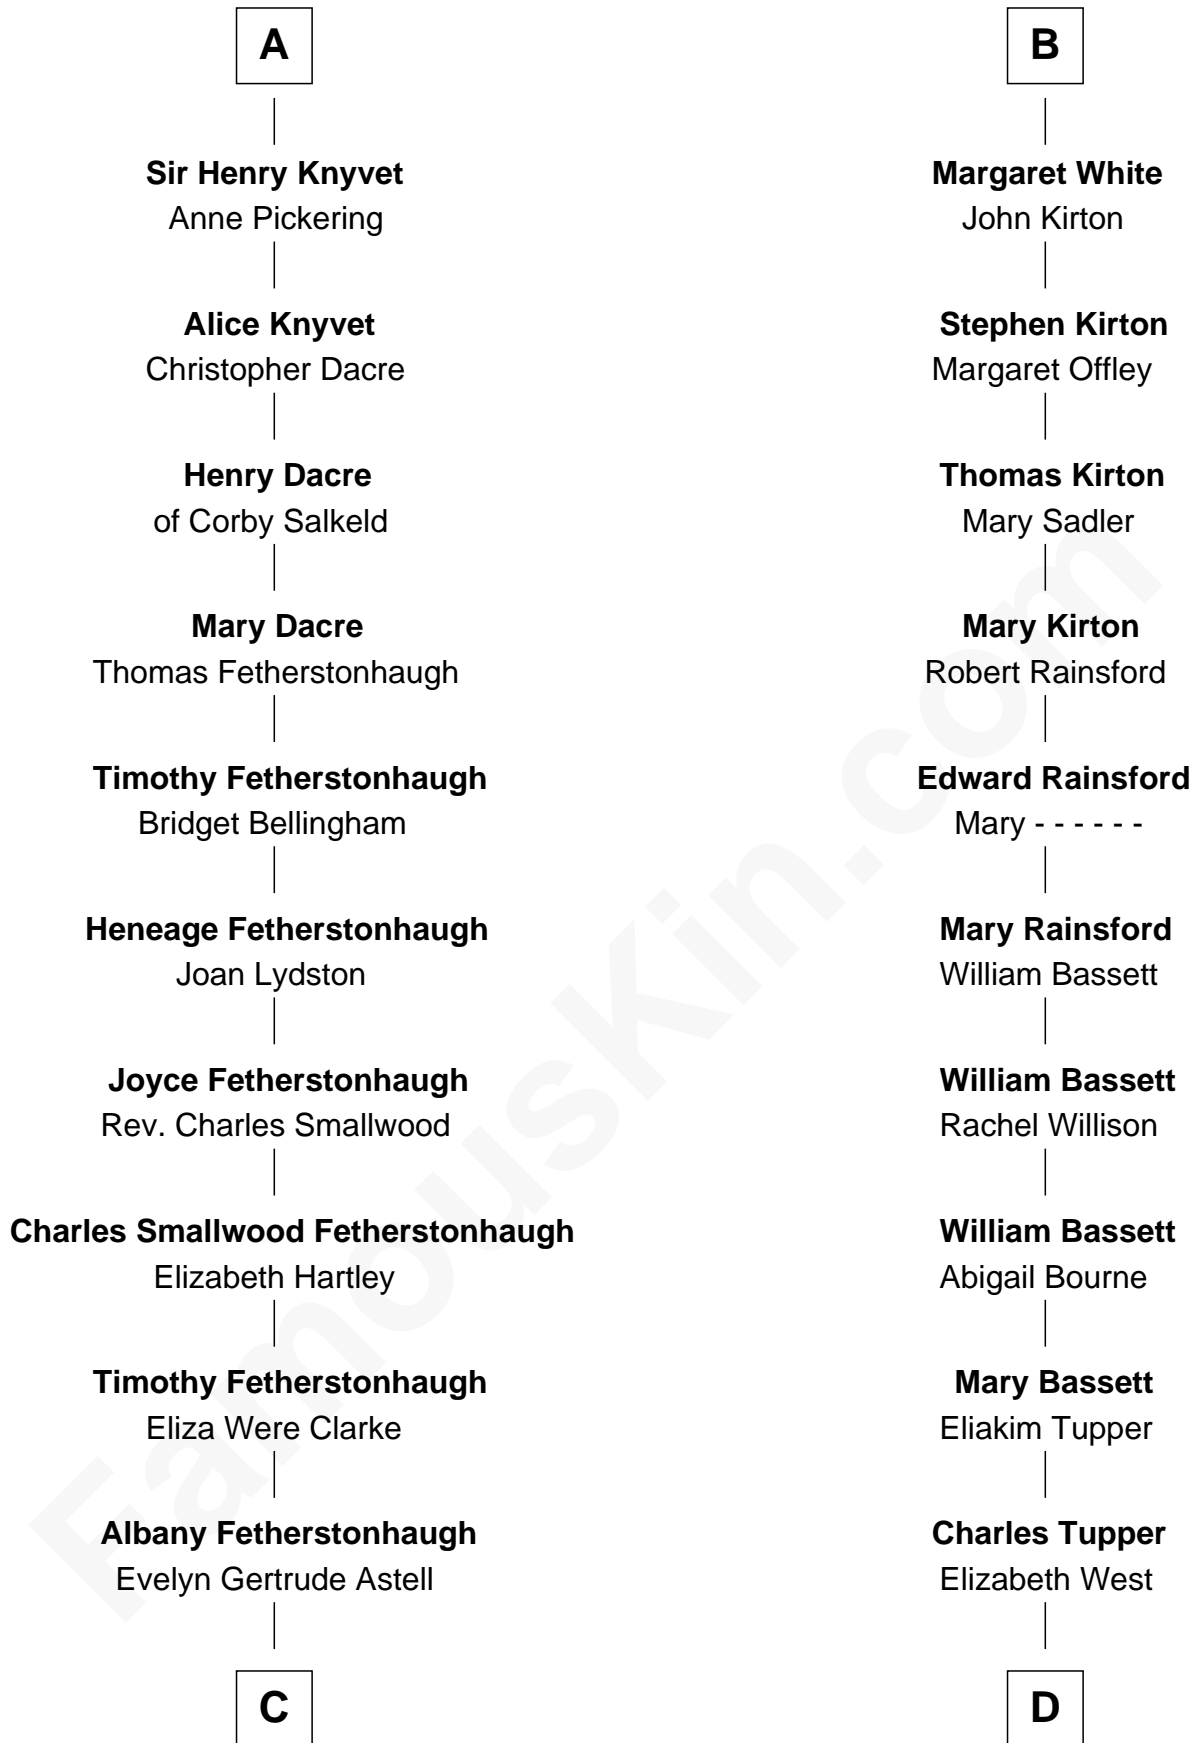 A
Sir Henry Knyvet
Anne Pickering
Alice Knyvet
Christopher Dacre
Henry Dacre
of Corby Salkeld
Mary Dacre
Thomas Fetherstonhaugh
Timothy Fetherstonhaugh
Bridget Bellingham
Heneage Fetherstonhaugh
Joan Lydston
Joyce Fetherstonhaugh
Rev. Charles Smallwood
Charles Smallwood Fetherstonhaugh
Elizabeth Hartley
Timothy Fetherstonhaugh
Eliza Were Clarke
Albany Fetherstonhaugh
Evelyn Gertrude Astell
C
B
Margaret White
John Kirton
Stephen Kirton
Margaret Offley
Thomas Kirton
Mary Sadler
Mary Kirton
Robert Rainsford
Edward Rainsford
Mary - - - - - -
Mary Rainsford
William Bassett
William Bassett
Rachel Willison
William Bassett
Abigail Bourne
Mary Bassett
Eliakim Tupper
Charles Tupper
Elizabeth West
D
FamousKin.com